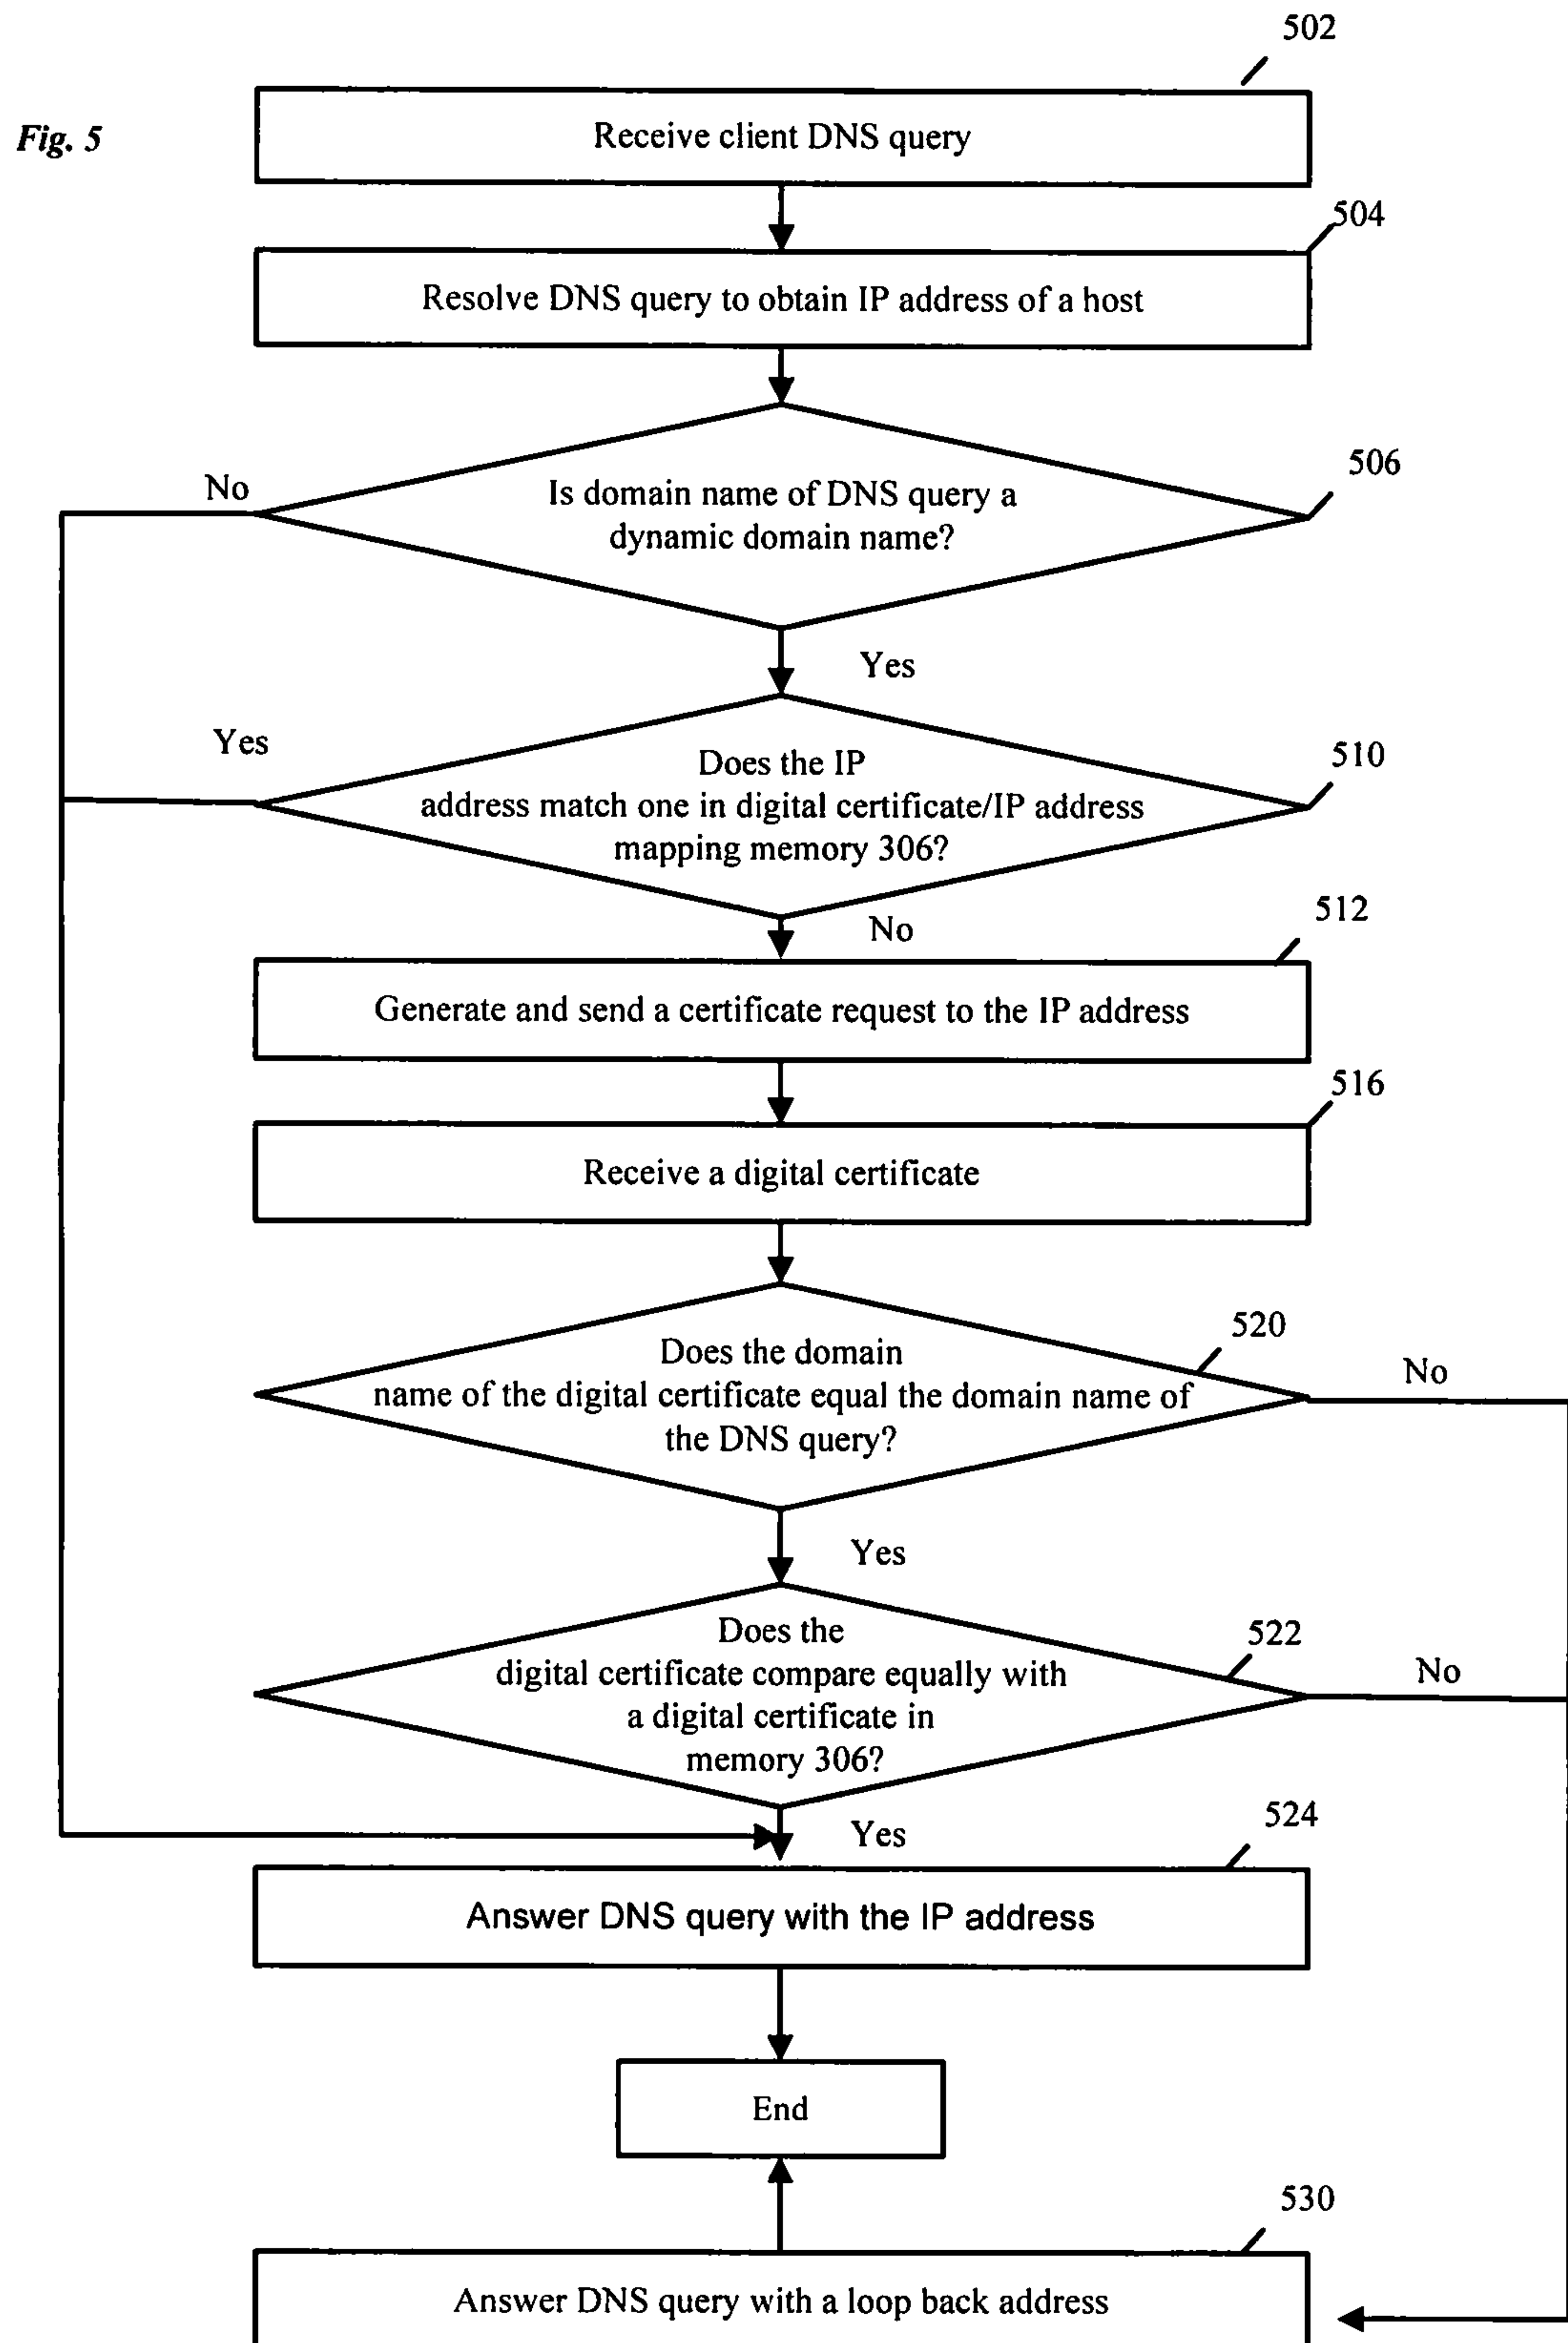 502
Fig. 5
Receive client DNS query
504
Resolve DNS query to obtain IP address of a host
506
No
Is domain name of DNS query a
dynamic domain name?
Yes
Yes
510
Does the IP
address match one in digital certificate/IP address
mapping memory 306?
No
512
Generate and send a certificate request to the IP address
516
Receive a digital certificate
520
Does the domain
No
name of the digital certificate equal the domain name of
the DNS query?
Yes
Does the
522
digital certificate compare equally with
No
a digital certificate in
memory 306?
524
Yes
Answer DNS query with the IP address
End
530
Answer DNS query with a loop back address